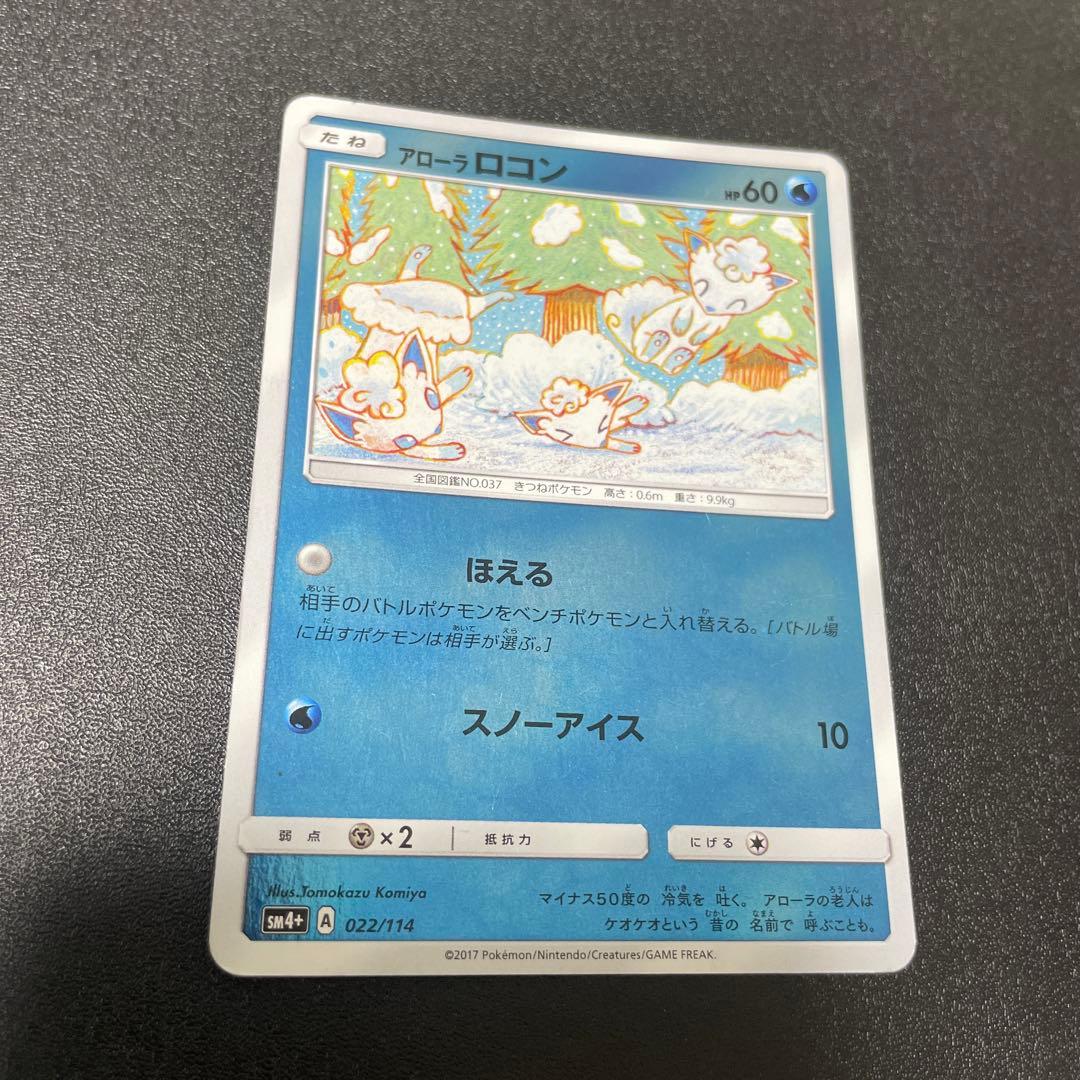 たね
アローラ ロコン
HP 60
全国図鑑NO.037 きつねポケモン 高さ：0.6m 重さ：9.9kg
ほえる
相手のバトルポケモンをベンチポケモンと入れ替える。［バトル場
に出すポケモンは相手が選ぶ。］
スノーアイス 10
弱点 ×2 抵抗力 にげる
Illus.Tomokazu Komiya
マイナス50度の 冷気を 吐く。 アローラの老人は
ケオケオという 昔の 名前で 呼ぶことも。
SM4+ A 022/114
©2017 Pokémon/Nintendo/Creatures/GAME FREAK.